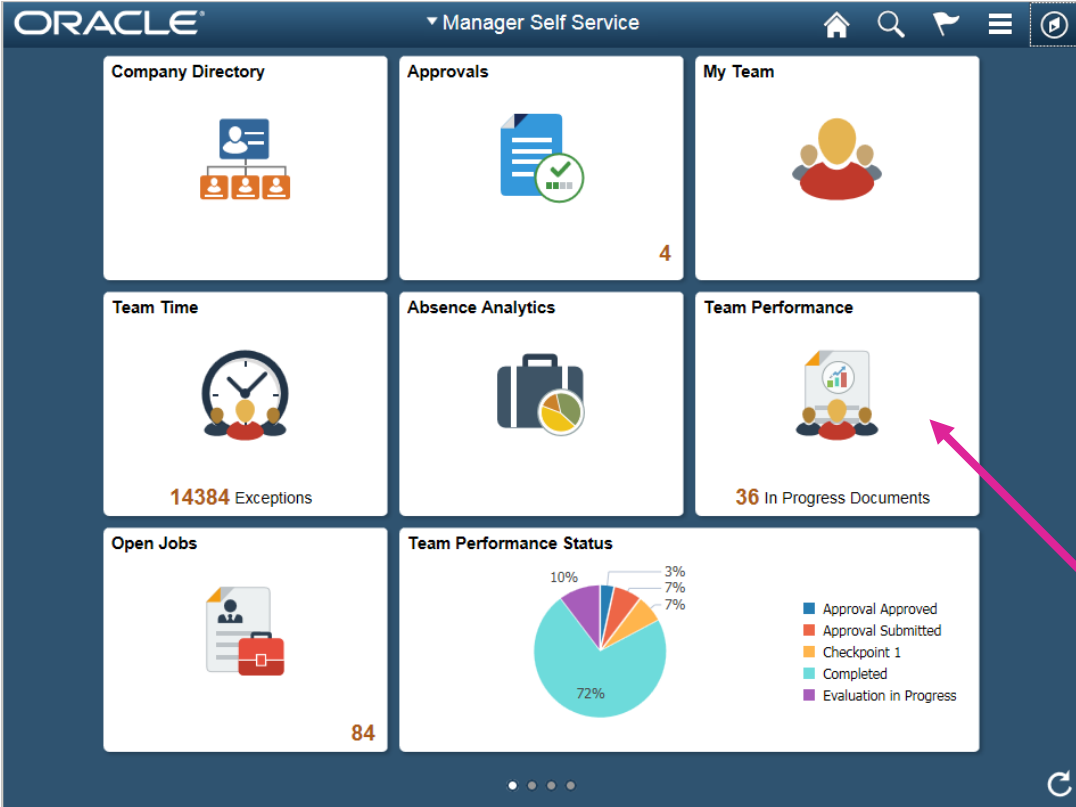 ORACLE®
Manager Self Service
Company Directory
Approvals
4
My Team
Team Time
14384 Exceptions
Absence Analytics
Team Performance
36 In Progress Documents
Open Jobs
84
Team Performance Status
10%
3%
7%
7%
72%
Approval Approved
Approval Submitted
Checkpoint 1
Completed
Evaluation in Progress